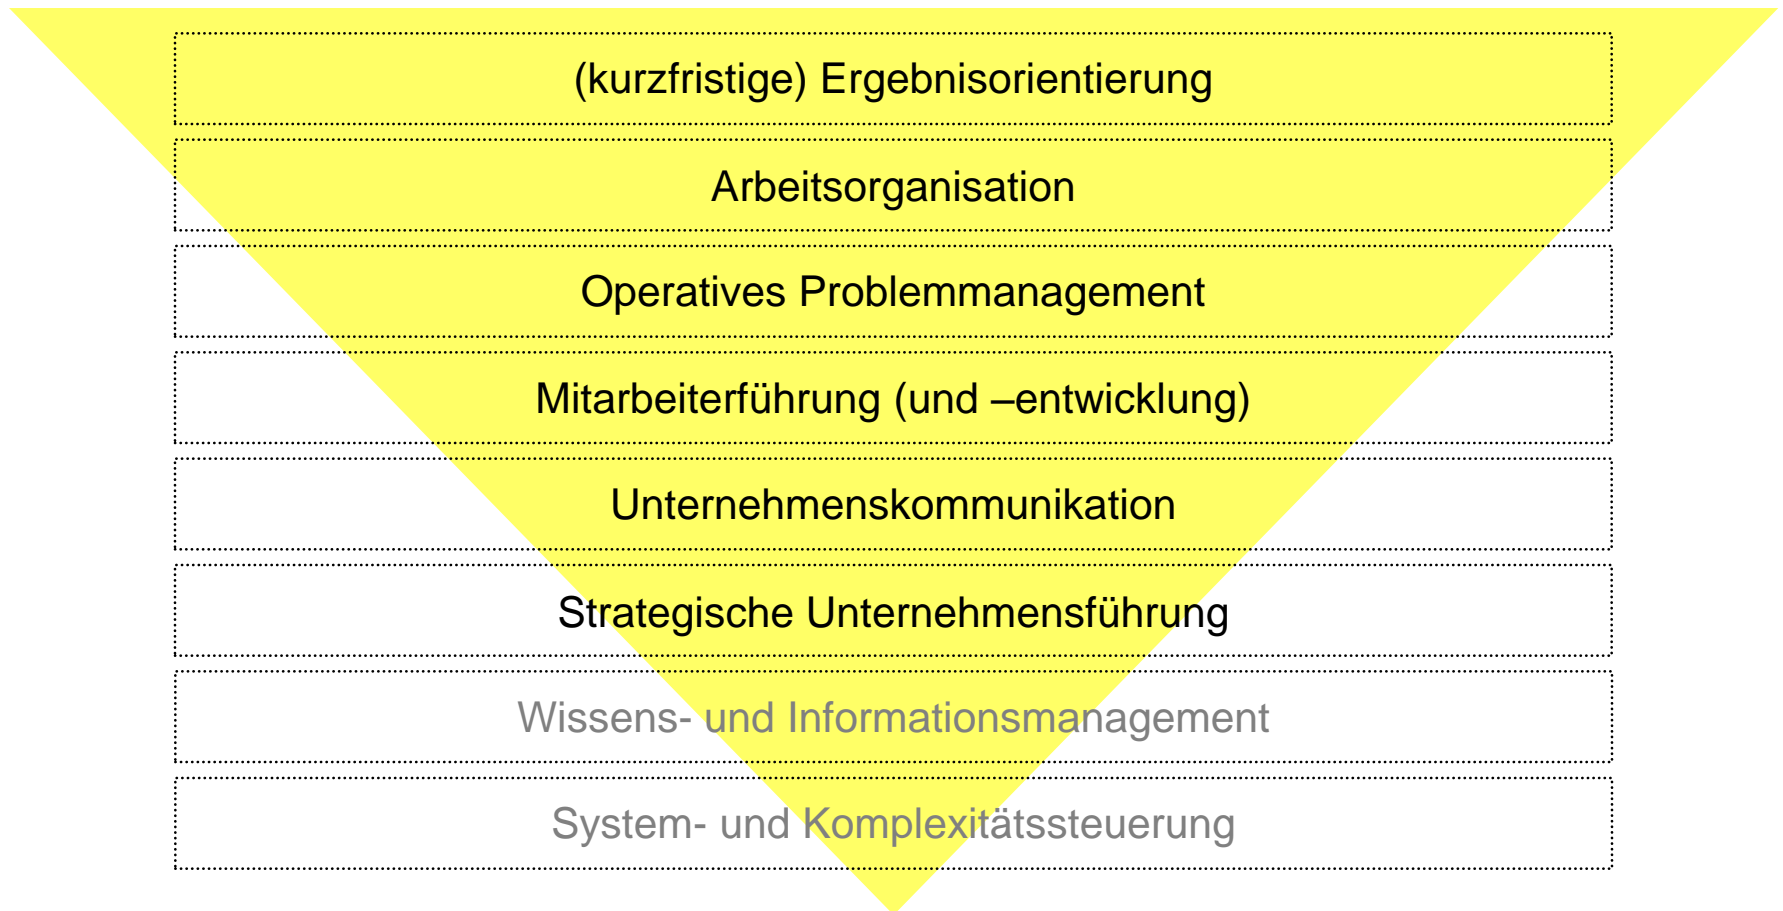 (kurzfristige) Ergebnisorientierung
Arbeitsorganisation
Operatives Problemmanagement
Mitarbeiterführung (und –entwicklung)
Unternehmenskommunikation
Strategische Unternehmensführung
Wissens- und Informationsmanagement
System- und Komplexitätssteuerung